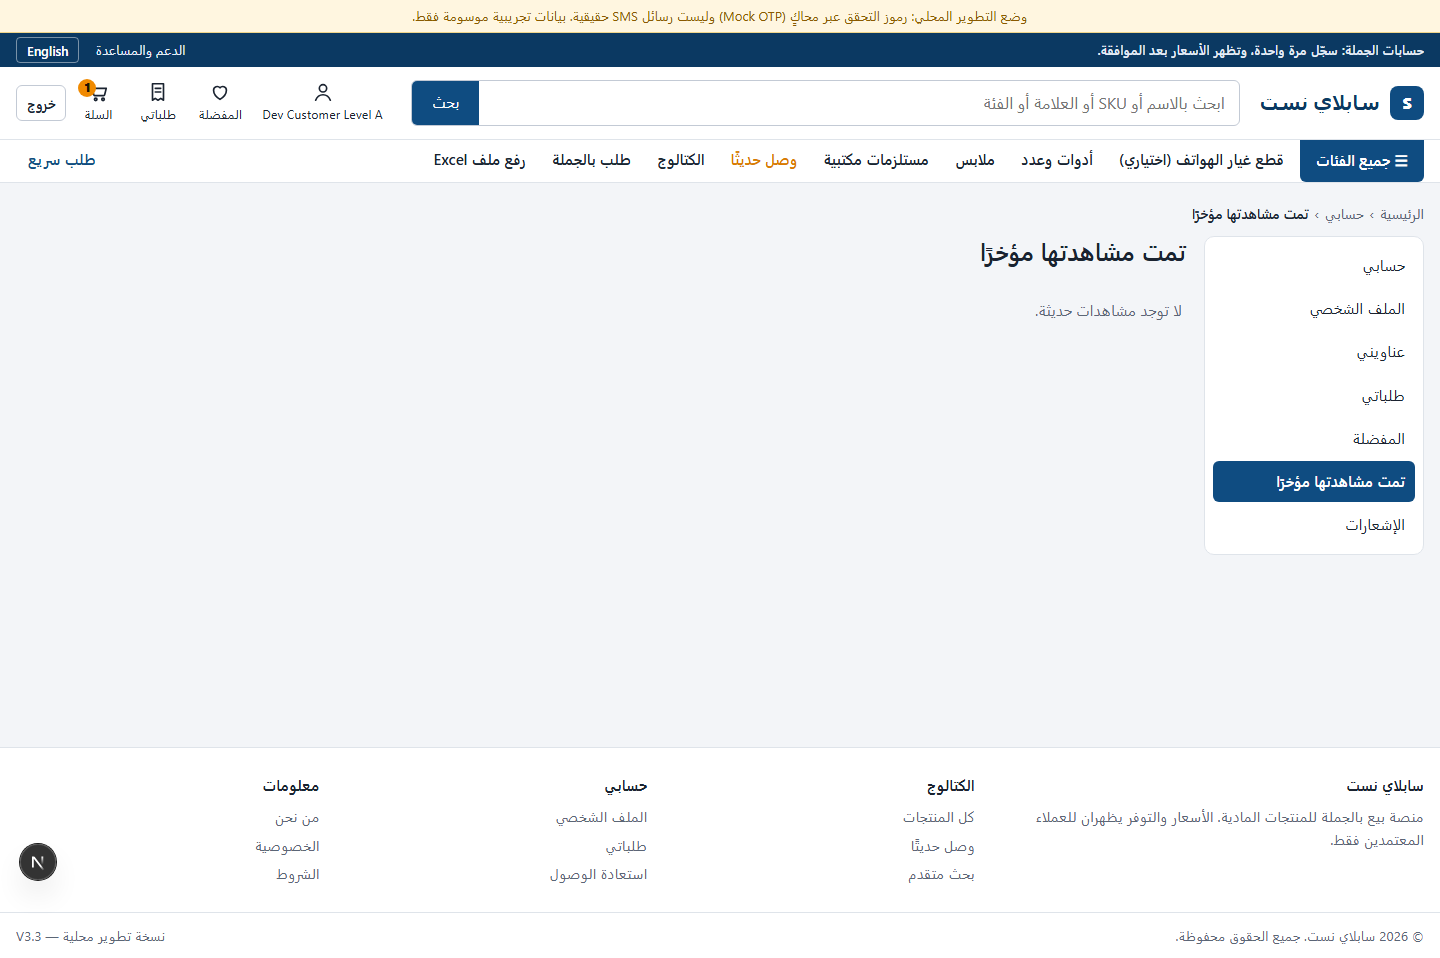 وضع التطوير المحلي: رموز التحقق عبر محاكٍ (Mock OTP) وليست رسائل SMS حقيقية. بيانات تجريبية موسومة فقط.
حسابات الجملة: سجّل مرة واحدة، وتظهر الأسعار بعد الموافقة.
الدعم والمساعدة
English
S
سابلاي نست
ابحث بالاسم أو SKU أو العلامة أو الفئة
بحث
Dev Customer Level A
المفضلة
طلباتي
1
السلة
خروج
☰ جميع الفئات
قطع غيار الهواتف (اختياري)
أدوات وعدد
ملابس
مستلزمات مكتبية
وصل حديثًا
الكتالوج
طلب بالجملة
رفع ملف Excel
طلب سريع
الرئيسية › حسابي › تمت مشاهدتها مؤخرًا
حسابي
الملف الشخصي
عناويني
طلباتي
المفضلة
تمت مشاهدتها مؤخرًا
الإشعارات
تمت مشاهدتها مؤخرًا
لا توجد مشاهدات حديثة.
سابلاي نست
منصة بيع بالجملة للمنتجات المادية. الأسعار والتوفر يظهران للعملاء
المعتمدين فقط.
الكتالوج
كل المنتجات
وصل حديثًا
بحث متقدم
حسابي
الملف الشخصي
طلباتي
استعادة الوصول
معلومات
من نحن
الخصوصية
الشروط
N
© 2026 سابلاي نست. جميع الحقوق محفوظة.
نسخة تطوير محلية — V3.3